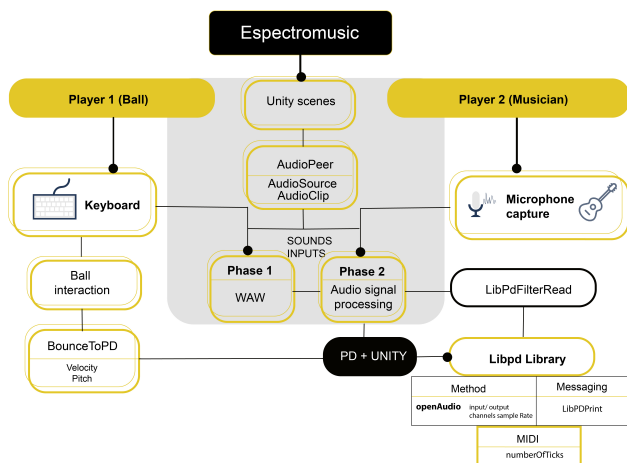 Espectromusic
Player 1 (Ball)
Unity scenes
Player 2 (Musician)
AudioPeer
AudioSource
AudioClip
Keyboard
Microphone
capture
SOUNDS
INPUTS
Phase 1
WAW
Phase 2
Audio signal
processing
Ball
interaction
LibPdFilterRead
BounceToPD
Velocity
Pitch
PD + UNITY
Libpd Library
Method
Messaging
openAudio
input/ output
channels sample Rate
LibPDPrint
MIDI
numberOfTicks